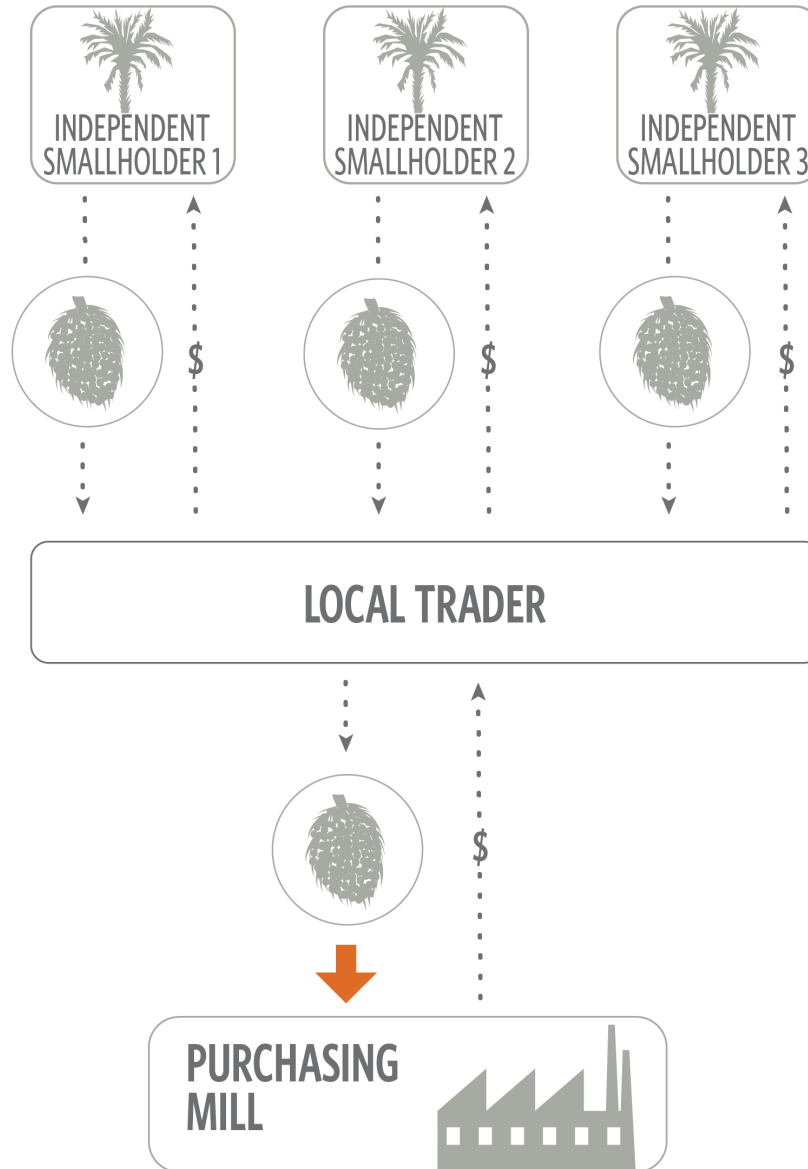 INDEPENDENT
SMALLHOLDER 1
INDEPENDENT
SMALLHOLDER 2
INDEPENDENT
SMALLHOLDER 3
$
$
$
LOCAL TRADER
$
PURCHASING
MILL